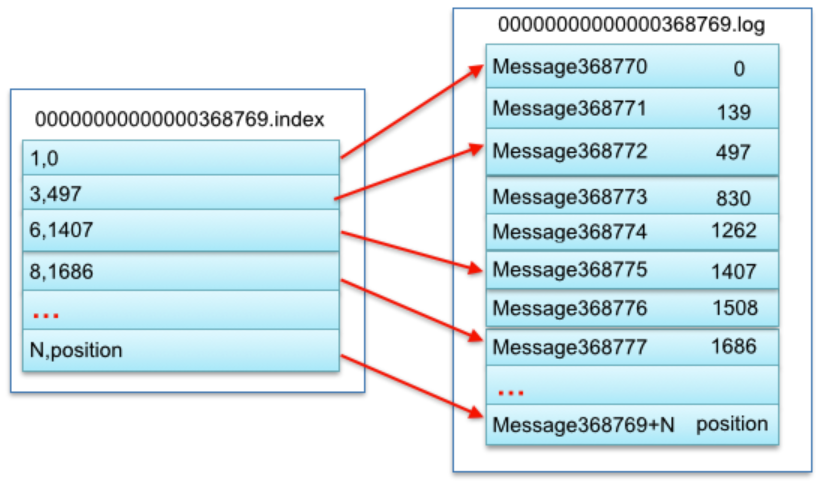 00000000000000368769.index
1,0
3,497
6,1407
8,1686
...
N,position
00000000000000368769.log
Message368770 0
Message368771 139
Message368772 497
Message368773 830
Message368774 1262
Message368775 1407
Message368776 1508
Message368777 1686
...
Message368769+N position